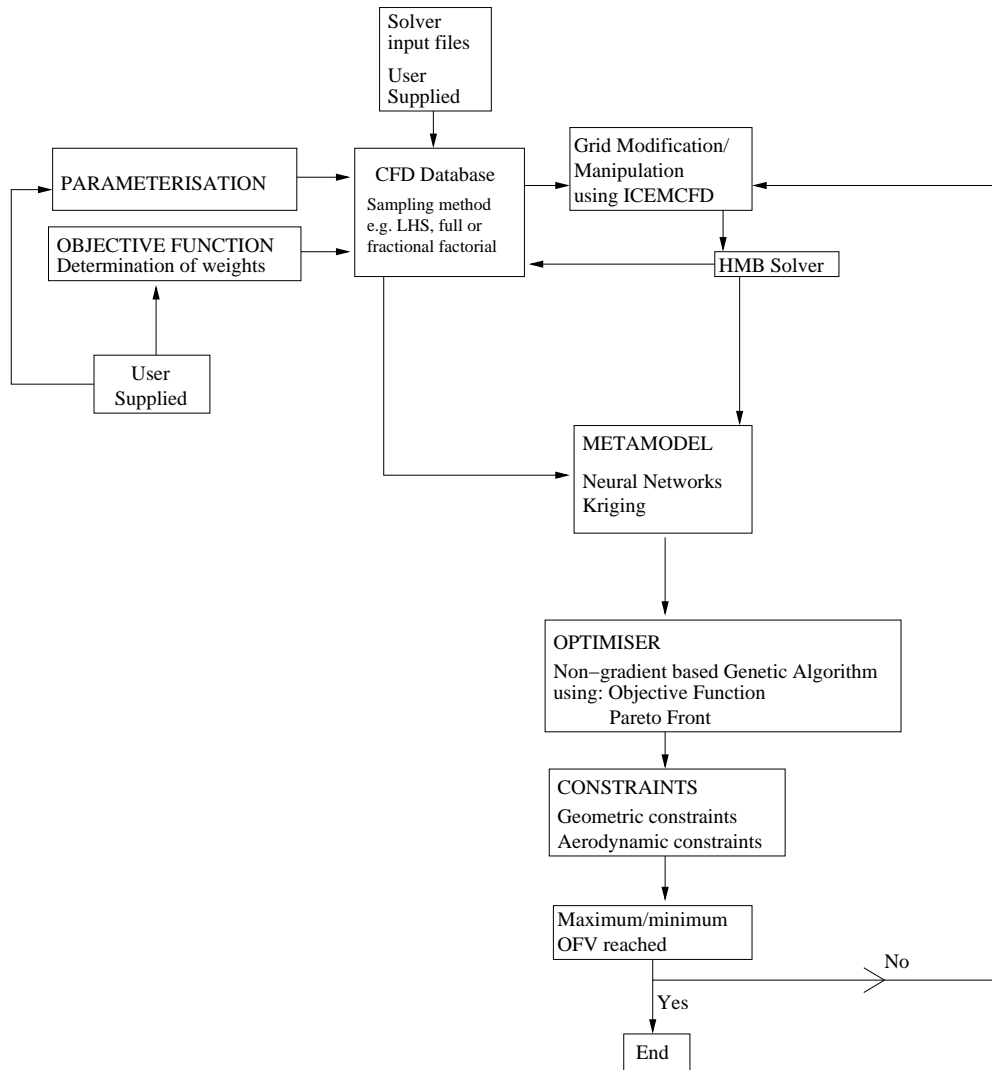 Solver
input files
User
Supplied
PARAMETERISATION
OBJECTIVE FUNCTION
Determination of weights
User
Supplied
CFD Database
Sampling method
e.g. LHS, full or
fractional factorial
Grid Modification/
Manipulation
using ICEMCFD
HMB Solver
METAMODEL
Neural Networks
Kriging
OPTIMISER
Non−gradient based Genetic Algorithm
using: Objective Function
Pareto Front
CONSTRAINTS
Geometric constraints
Aerodynamic constraints
Maximum/minimum
OFV reached
No
Yes
End